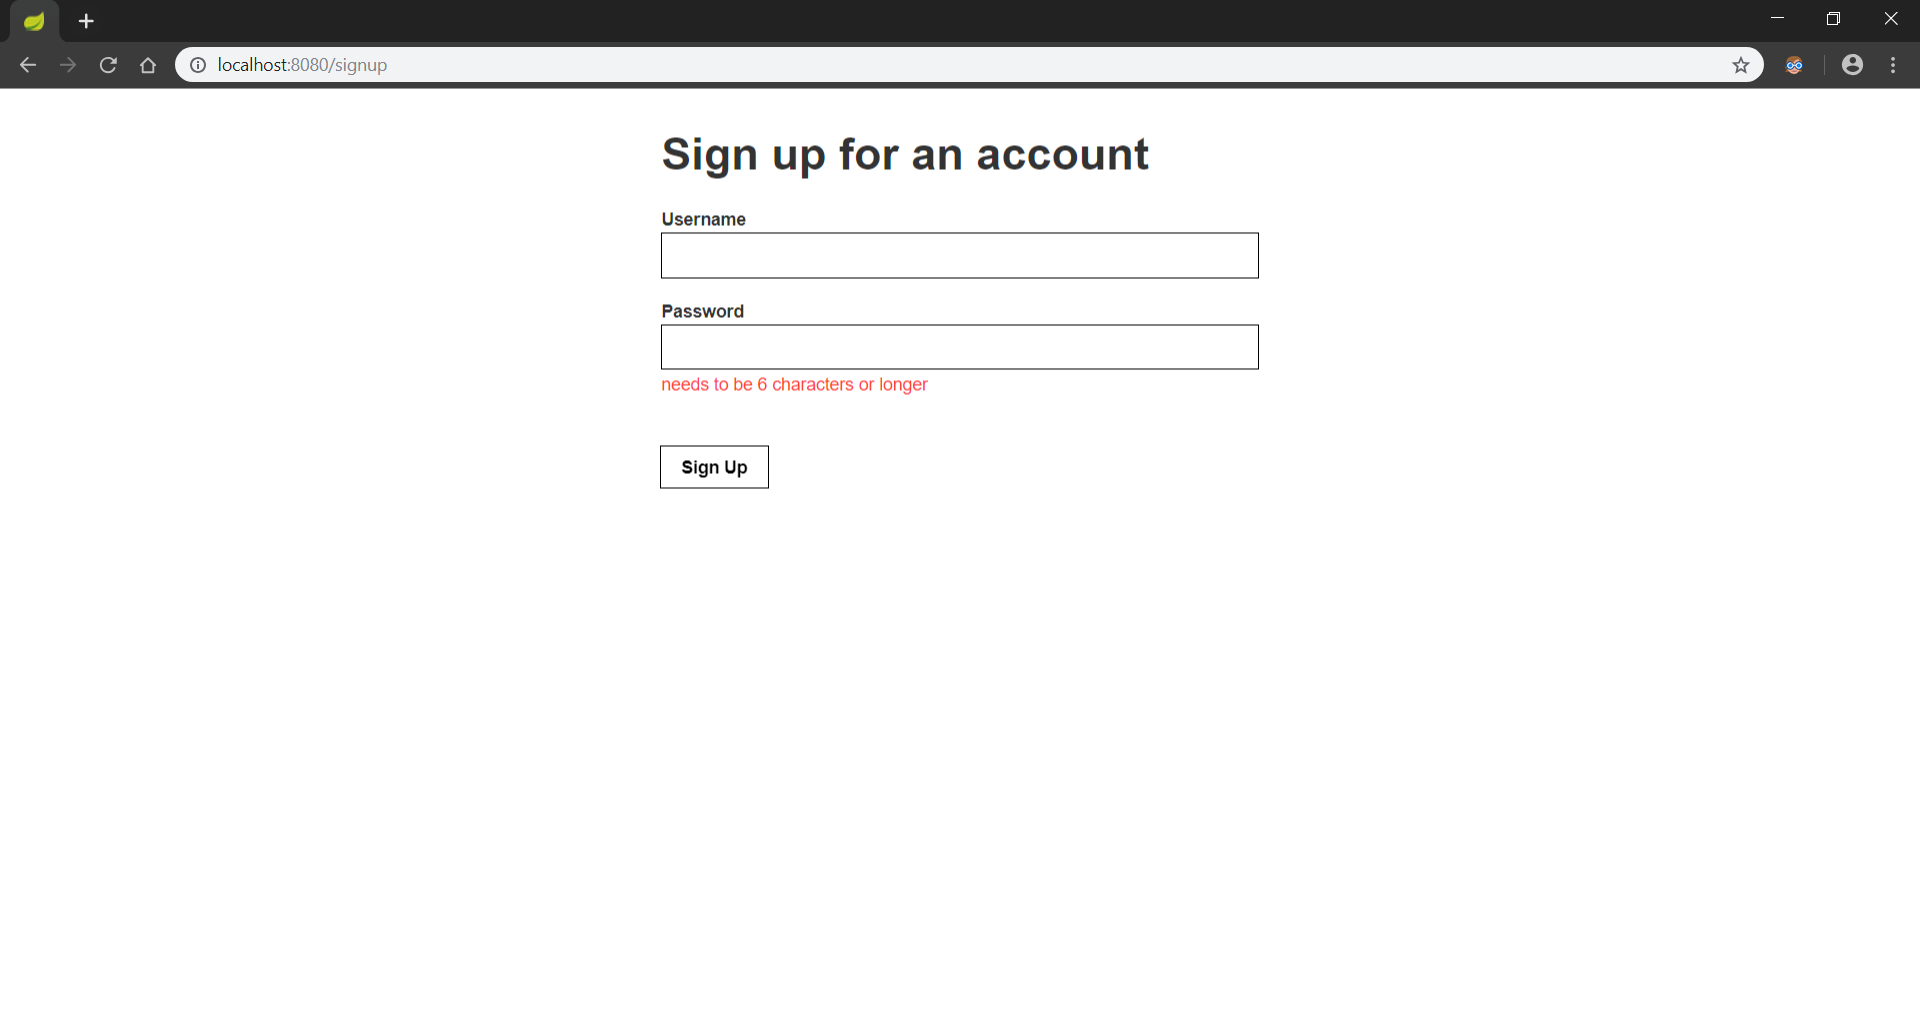 localhost:8080/signup
Sign up for an account
Username
Password
needs to be 6 characters or longer
Sign Up